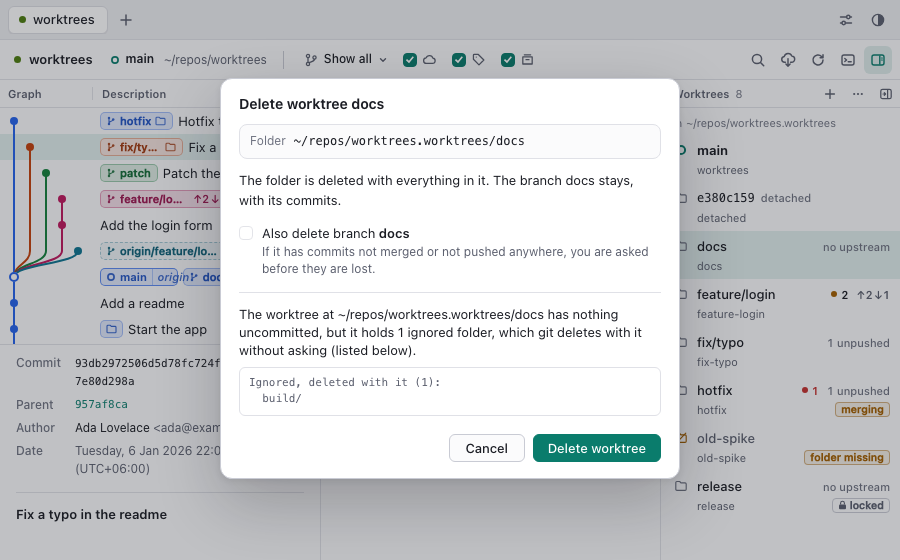 worktrees
worktrees main ~/repos/worktrees Show all
Graph Description
hotfix Hotfix
fix/ty... Fix a
patch Patch the
feature/lo... ↑2↓
Add the login form
origin/feature/lo...
main origin
Add a readme
Start the app
Commit 93db2972506d5d78fc724f
7e80d298a
Parent 957af8ca
Author Ada Lovelace <ada@exam
Date Tuesday, 6 Jan 2026 22:0
(UTC+06:00)
Fix a typo in the readme
Delete worktree docs
Folder ~/repos/worktrees.worktrees/docs
The folder is deleted with everything in it. The branch docs stays,
with its commits.
Also delete branch docs
If it has commits not merged or not pushed anywhere, you are asked
before they are lost.
The worktree at ~/repos/worktrees.worktrees/docs has nothing
uncommitted, but it holds 1 ignored folder, which git deletes with it
without asking (listed below).
Ignored, deleted with it (1):
build/
Cancel Delete worktree
Worktrees 8
~/repos/worktrees.worktrees
main
worktrees
e380c159 detached
detached
docs no upstream
docs
feature/login 2 ↑2↓1
feature-login
fix/typo 1 unpushed
fix-typo
hotfix 1 1 unpushed
hotfix merging
old-spike
old-spike folder missing
release no upstream
release locked